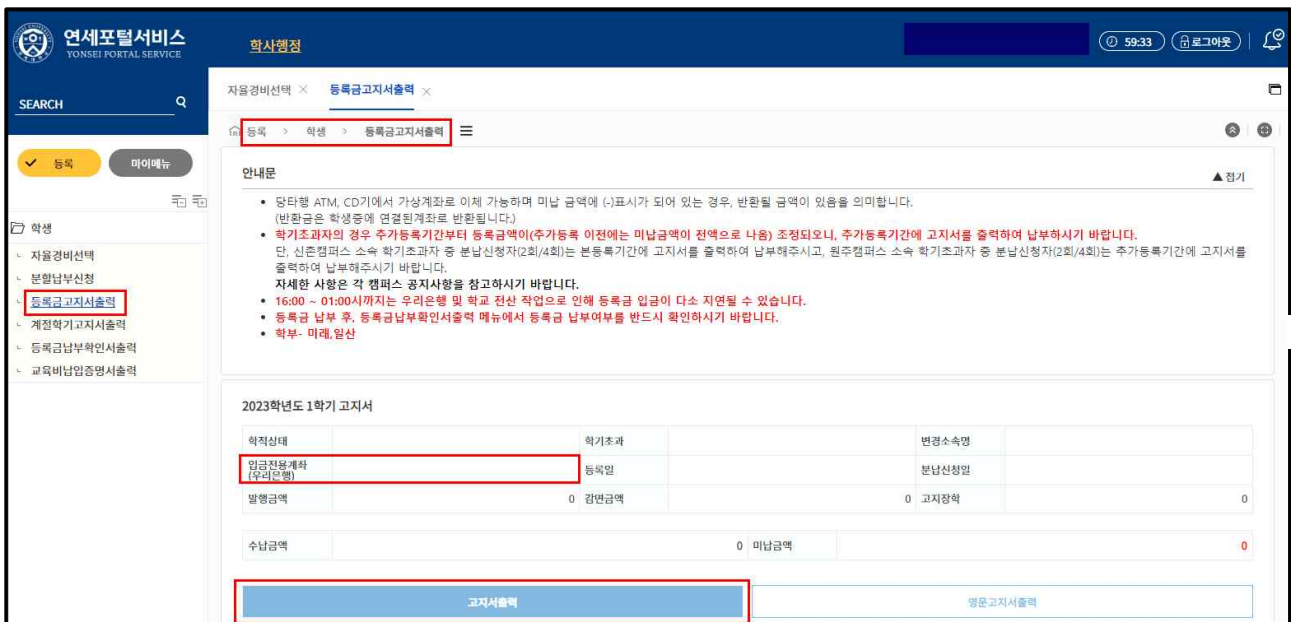 연세포털서비스
YONSEI PORTAL SERVICE
학사행정
59:33
로그아웃
SEARCH
자율경비선택
등록금고지서출력
등록 > 학생 > 등록금고지서출력
등록
마이메뉴
학생
자율경비선택
분할납부신청
등록금고지서출력
계절학기고지서출력
등록금납부확인서출력
교육비납입증명서출력
안내문
▲접기
• 당타행 ATM, CD기에서 가상계좌로 이체 가능하며 미납 금액에 (-)표시가 되어 있는 경우, 반환될 금액이 있음을 의미합니다.
(반환금은 학생증에 연결된계좌로 반환됩니다.)
• 학기초과자의 경우 추가등록기간부터 등록금액이(추가등록 이전에는 미납금액이 전액으로 나옴) 조정되오니, 추가등록기간에 고지서를 출력하여 납부하시기 바랍니다.
단, 신촌캠퍼스 소속 학기초과자 중 분납신청자(2회/4회)는 본등록기간에 고지서를 출력하여 납부해주시고, 원주캠퍼스 소속 학기초과자 중 분납신청자(2회/4회)는 추가등록기간에 고지서를
출력하여 납부해주시기 바랍니다.
자세한 사항은 각 캠퍼스 공지사항을 참고하시기 바랍니다.
• 16:00 ~ 01:00시까지는 우리은행 및 학교 전산 작업으로 인해 등록금 입금이 다소 지연될 수 있습니다.
• 등록금 납부 후, 등록금납부확인서출력 메뉴에서 등록금 납부여부를 반드시 확인하시기 바랍니다.
• 학부- 미래,일산
2023학년도 1학기 고지서
학적상태 학기초과 변경소속명
입금전용계좌
(우리은행)
등록일 분납신청일
발행금액 0 감면금액 0 고지장학 0
수납금액 0 미납금액 0
고지서출력
영문고지서출력